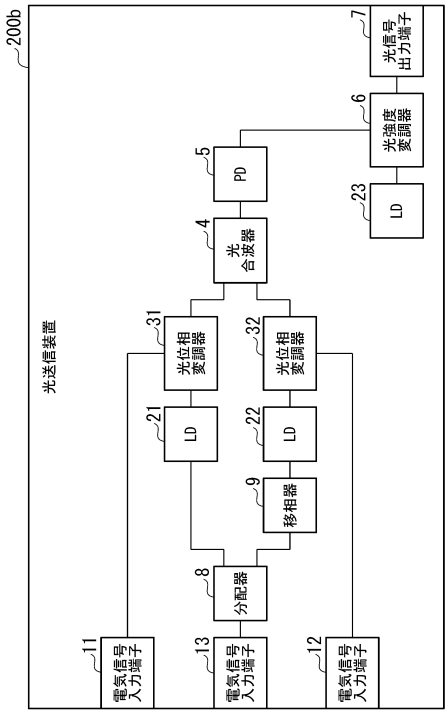 200b
光送信装置
11
電気信号
入力端子
13
電気信号
入力端子
12
電気信号
入力端子
8
分配器
9
移相器
21
LD
22
LD
31
光位相
変調器
32
光位相
変調器
4
光
合波器
5
PD
23
LD
6
光強度
変調器
7
光信号
出力端子